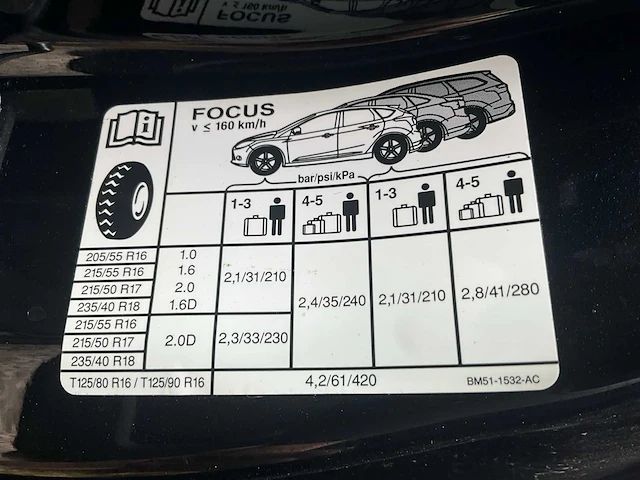 FOCUS
v ≤ 160 km/h
bar/psi/kPa
1-3 4-5 1-3 4-5
205/55 R16 1.0
215/55 R16 1.6
215/50 R17 2.0
235/40 R18 1.6D
2,1/31/210 2,4/35/240 2,1/31/210 2,8/41/280
215/55 R16
215/50 R17 2.0D 2,3/33/230
235/40 R18
T125/80 R16 / T125/90 R16 4,2/61/420 BM51-1532-AC